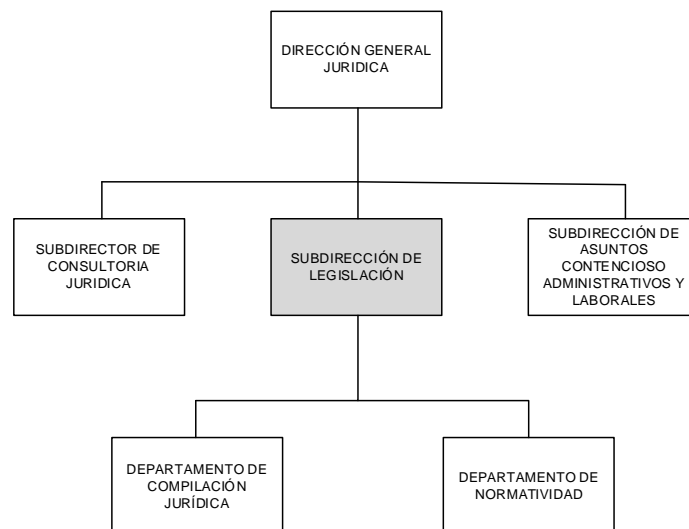 DIRECCIÓN GENERAL
JURIDICA
SUBDIRECTOR DE
CONSULTORIA
JURIDICA
SUBDIRECCIÓN DE
LEGISLACIÓN
SUBDIRECCIÓN DE
ASUNTOS
CONTENCIOSO
ADMINISTRATIVOS Y
LABORALES
DEPARTAMENTO DE
COMPILACIÓN
JURÍDICA
DEPARTAMENTO DE
NORMATIVIDAD